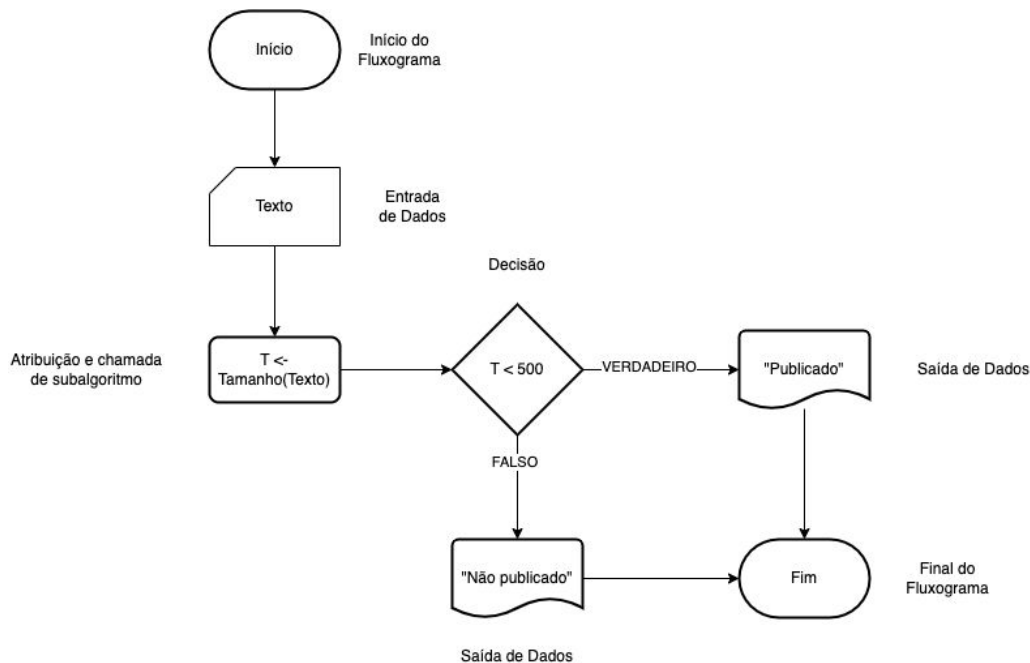 Início
Início do
Fluxograma
Texto
Entrada
de Dados
Decisão
Atribuição e chamada
de subalgoritmo
T <-
Tamanho(Texto)
T < 500
VERDADEIRO
"Publicado"
Saída de Dados
FALSO
"Não publicado"
Fim
Final do
Fluxograma
Saída de Dados